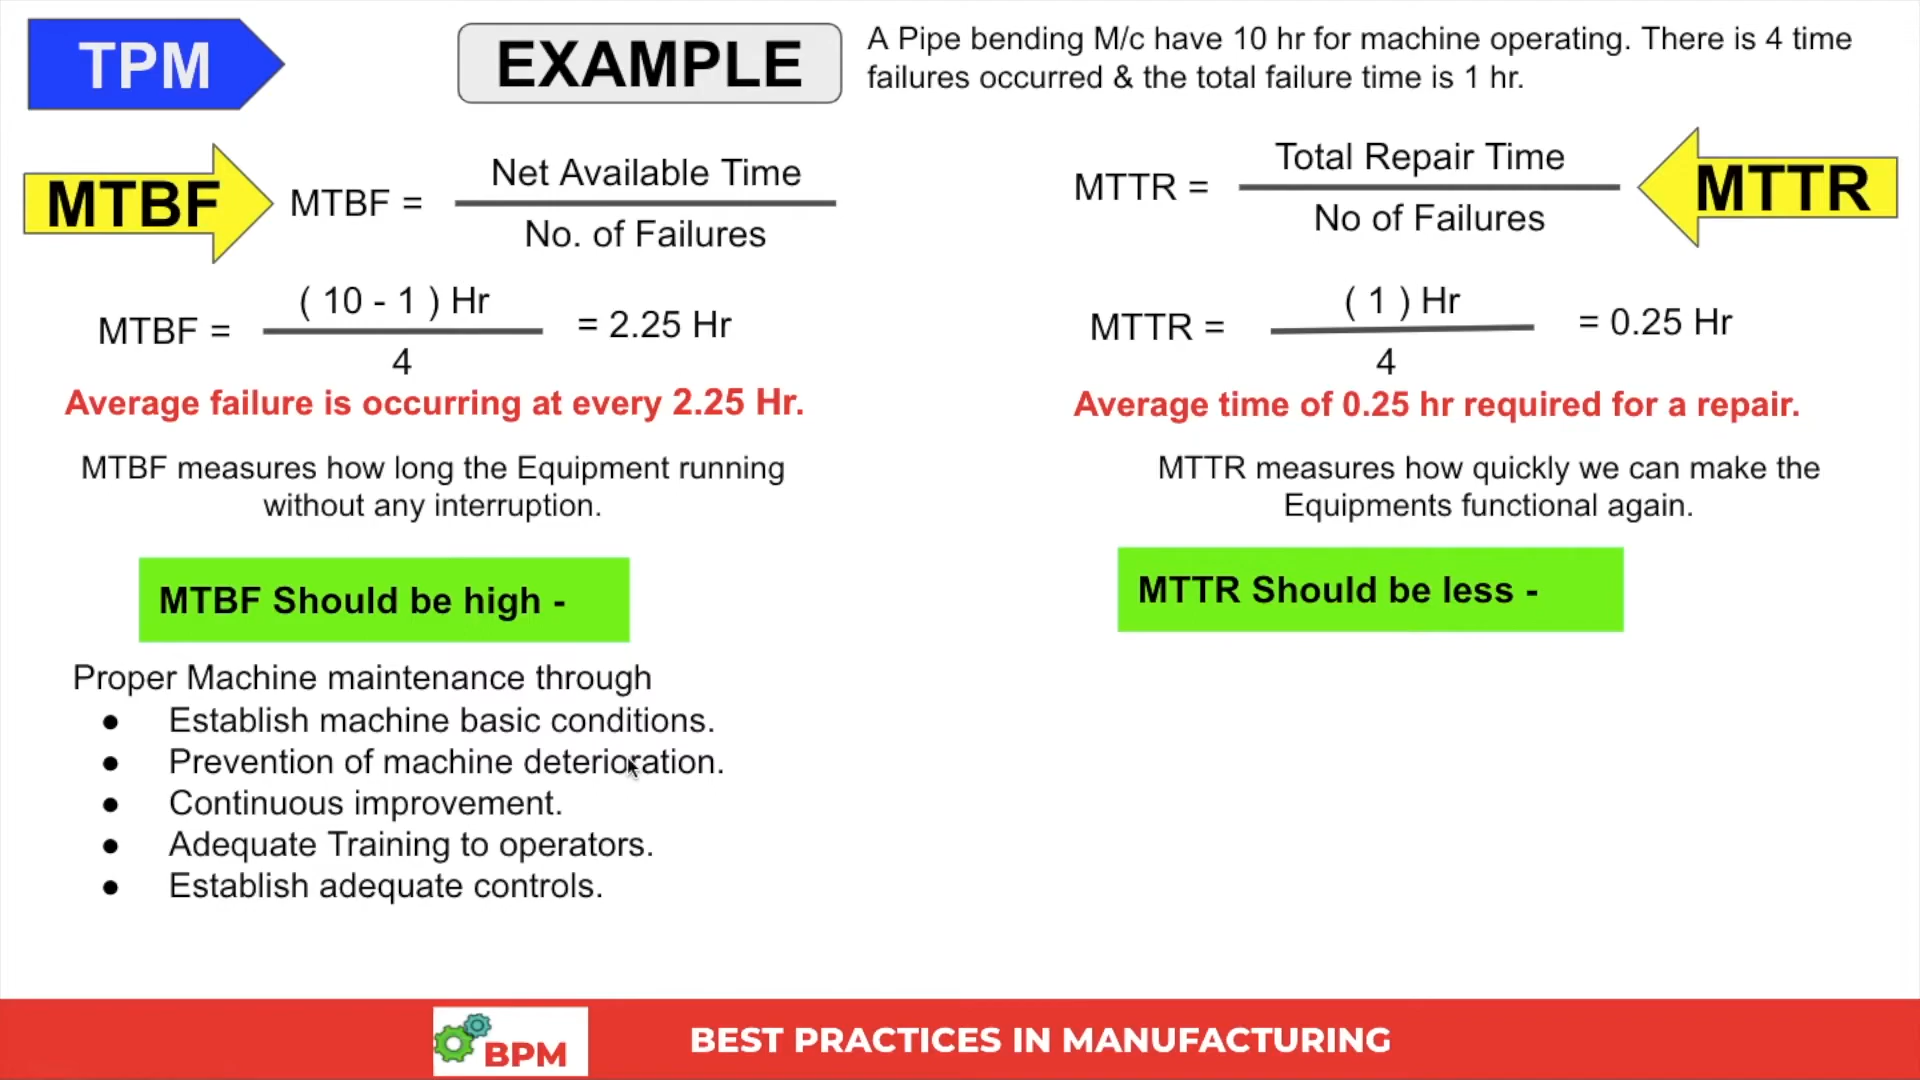 TPM
EXAMPLE
A Pipe bending M/c have 10 hr for machine operating. There is 4 time
failures occurred & the total failure time is 1 hr.
MTBF
MTBF =
Net Available Time
No. of Failures
MTBF =
( 10 - 1 ) Hr
4
= 2.25 Hr
Average failure is occurring at every 2.25 Hr.
MTBF measures how long the Equipment running
without any interruption.
MTBF Should be high -
Proper Machine maintenance through
● Establish machine basic conditions.
● Prevention of machine deterioration.
● Continuous improvement.
● Adequate Training to operators.
● Establish adequate controls.
MTTR =
Total Repair Time
No of Failures
MTTR
MTTR =
( 1 ) Hr
4
= 0.25 Hr
Average time of 0.25 hr required for a repair.
MTTR measures how quickly we can make the
Equipments functional again.
MTTR Should be less -
BPM
BEST PRACTICES IN MANUFACTURING